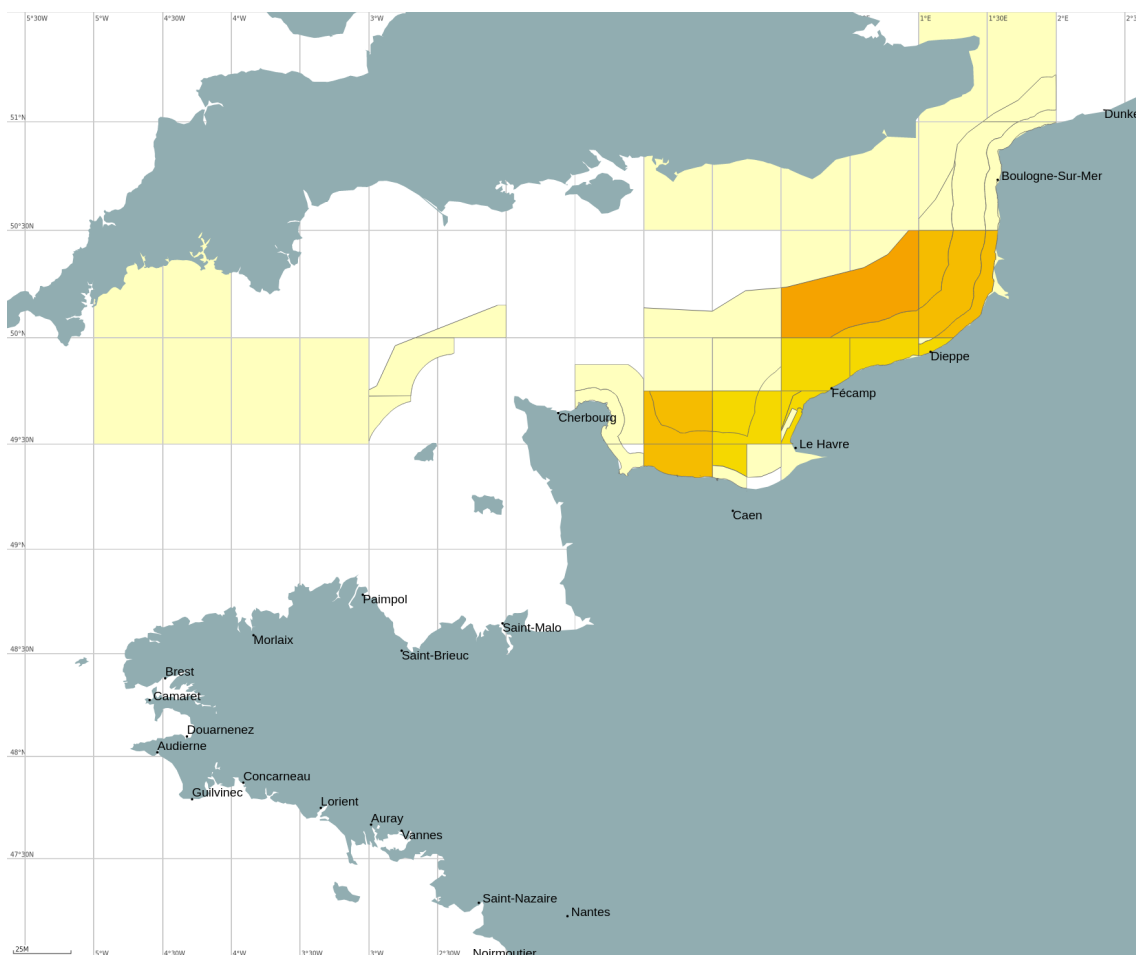 5°30W 5°W 4°30W 4°W 3°W 1°E 1°30E 2°E 2°3
51°N
Dunke
Boulogne-Sur-Mer
50°30N
50°N
Dieppe
Fécamp
Cherbourg
49°30N
Le Havre
Caen
49°N
Paimpol
Saint-Malo
Morlaix
48°30N
Saint-Brieuc
Brest
Camaret
Douarnenez
Audierne
48°N
Concarneau
Guilvinec
Lorient
Auray
Vannes
47°30N
Saint-Nazaire
Nantes
25M 5°W 4°30W 4°W 3°30W 3°W 2°30W
Noirmoutier